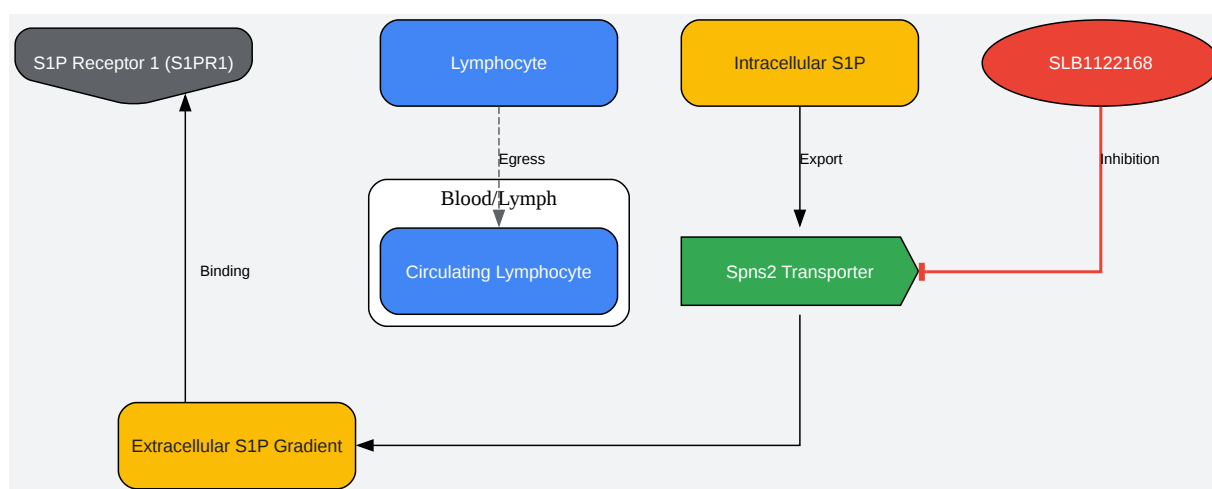 S1P Receptor 1 (S1PR1)
Lymphocyte
Intracellular S1P
SLB1122168
Egress
Export
Inhibition
Blood/Lymph
Binding
Circulating Lymphocyte
Spns2 Transporter
Extracellular S1P Gradient